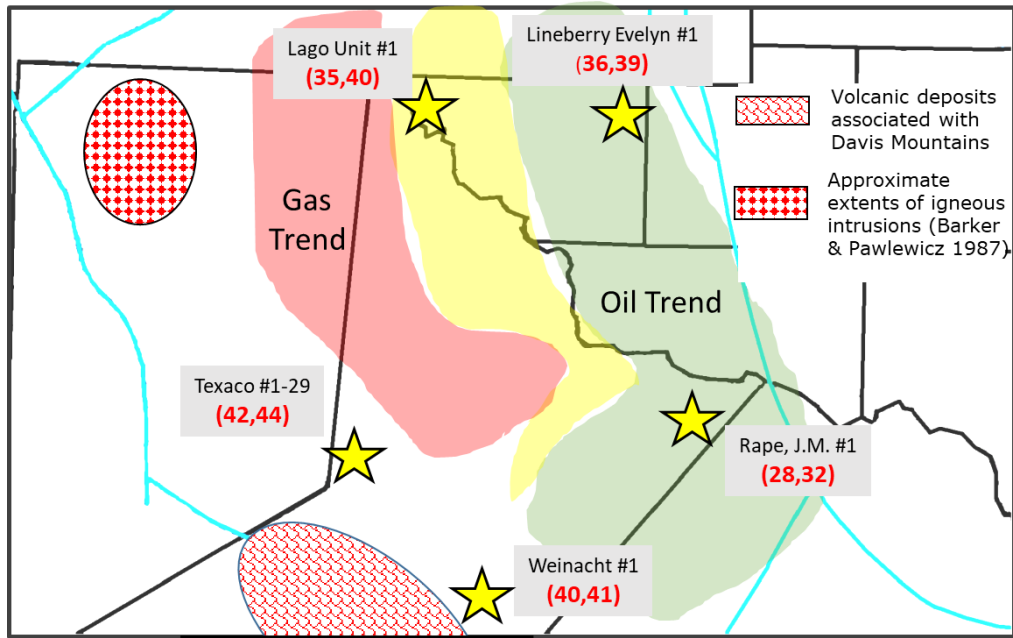 Lago Unit #1
(35,40)
Lineberry Evelyn #1
(36,39)
Volcanic deposits
associated with
Davis Mountains
Approximate
extents of igneous
intrusions (Barker
& Pawlewicz 1987)
Gas
Trend
Oil Trend
Texaco #1-29
(42,44)
Rape, J.M. #1
(28,32)
Weinacht #1
(40,41)